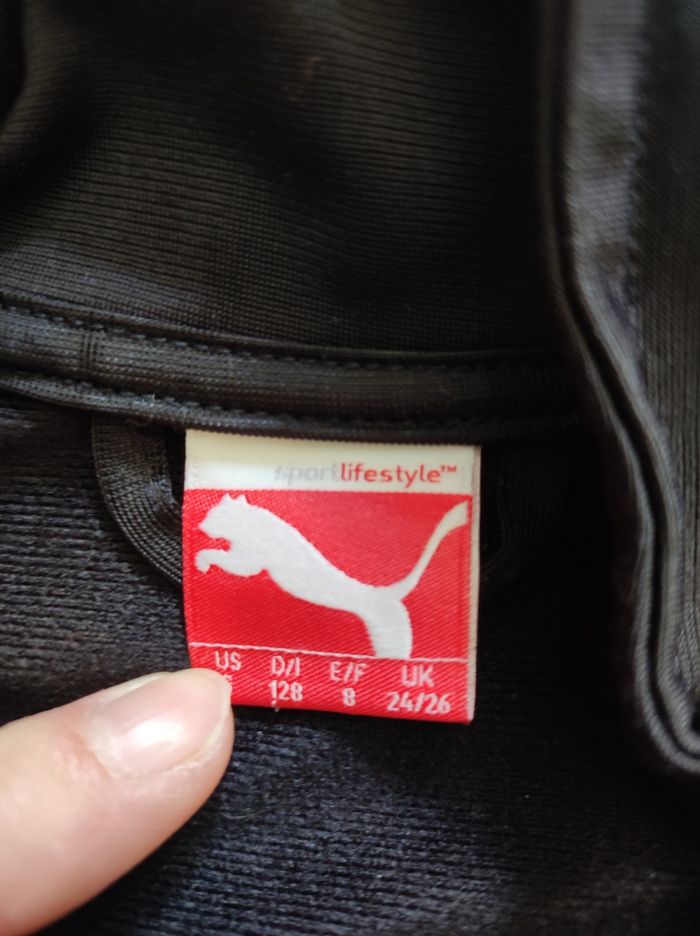 sportlifestyle™
US D/I E/F UK
128 8 24/26